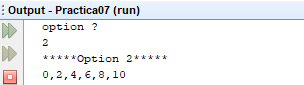 Output - Practica07 (run)
option ?
2
*****Option 2*****
0,2,4,6,8,10